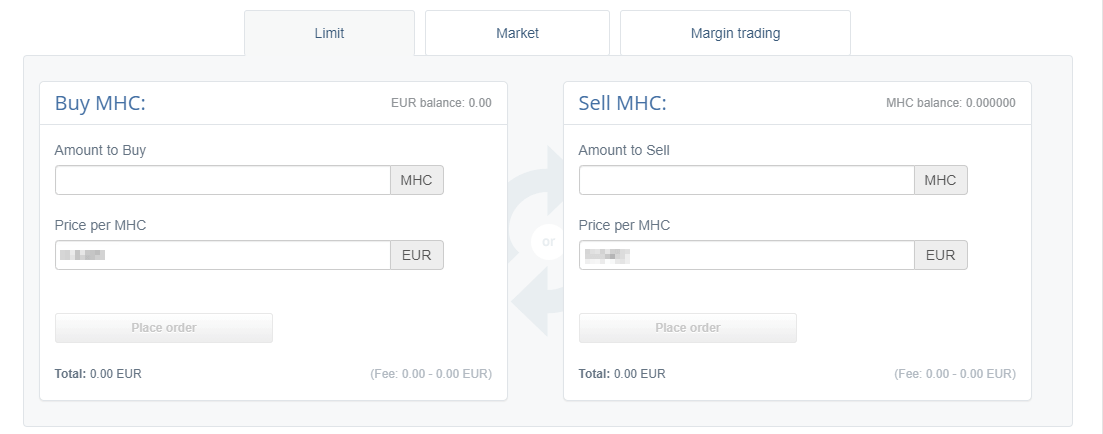 Limit
Market
Margin trading
Buy MHC:
EUR balance: 0.00
Amount to Buy
MHC
Price per MHC
EUR
Place order
Total: 0.00 EUR
(Fee: 0.00 - 0.00 EUR)
or
Sell MHC:
MHC balance: 0.000000
Amount to Sell
MHC
Price per MHC
EUR
Place order
Total: 0.00 EUR
(Fee: 0.00 - 0.00 EUR)